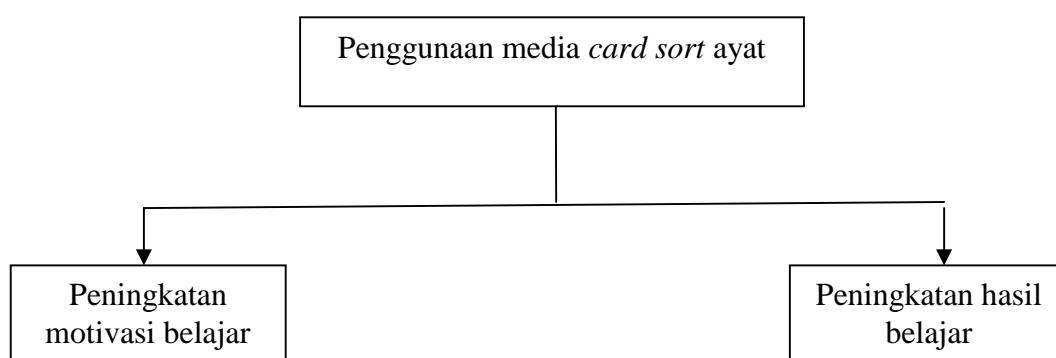 Penggunaan media card sort ayat
Peningkatan
motivasi belajar
Peningkatan hasil
belajar